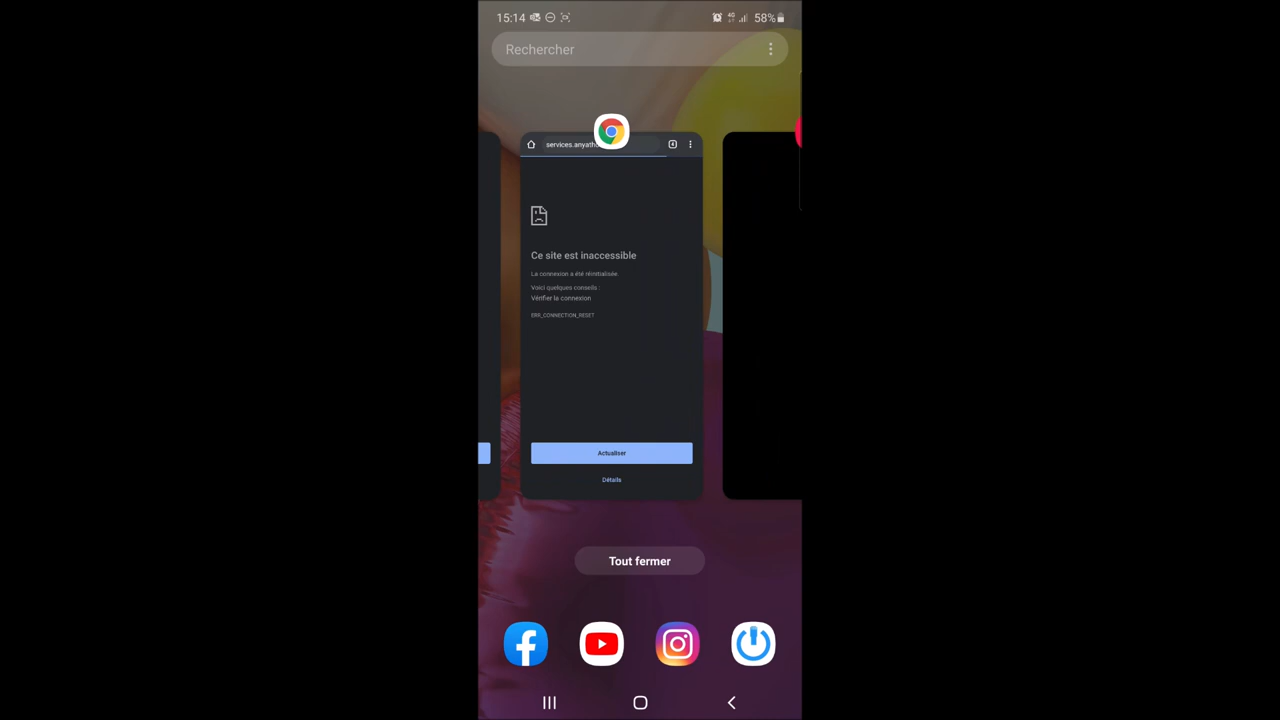 15:14
58%
Rechercher
services.anyath
Ce site est inaccessible
La connexion a été réinitialisée
Voici quelques conseils :
Vérifier la connexion
ERR_CONNECTION_RESET
Actualiser
Détails
Tout fermer